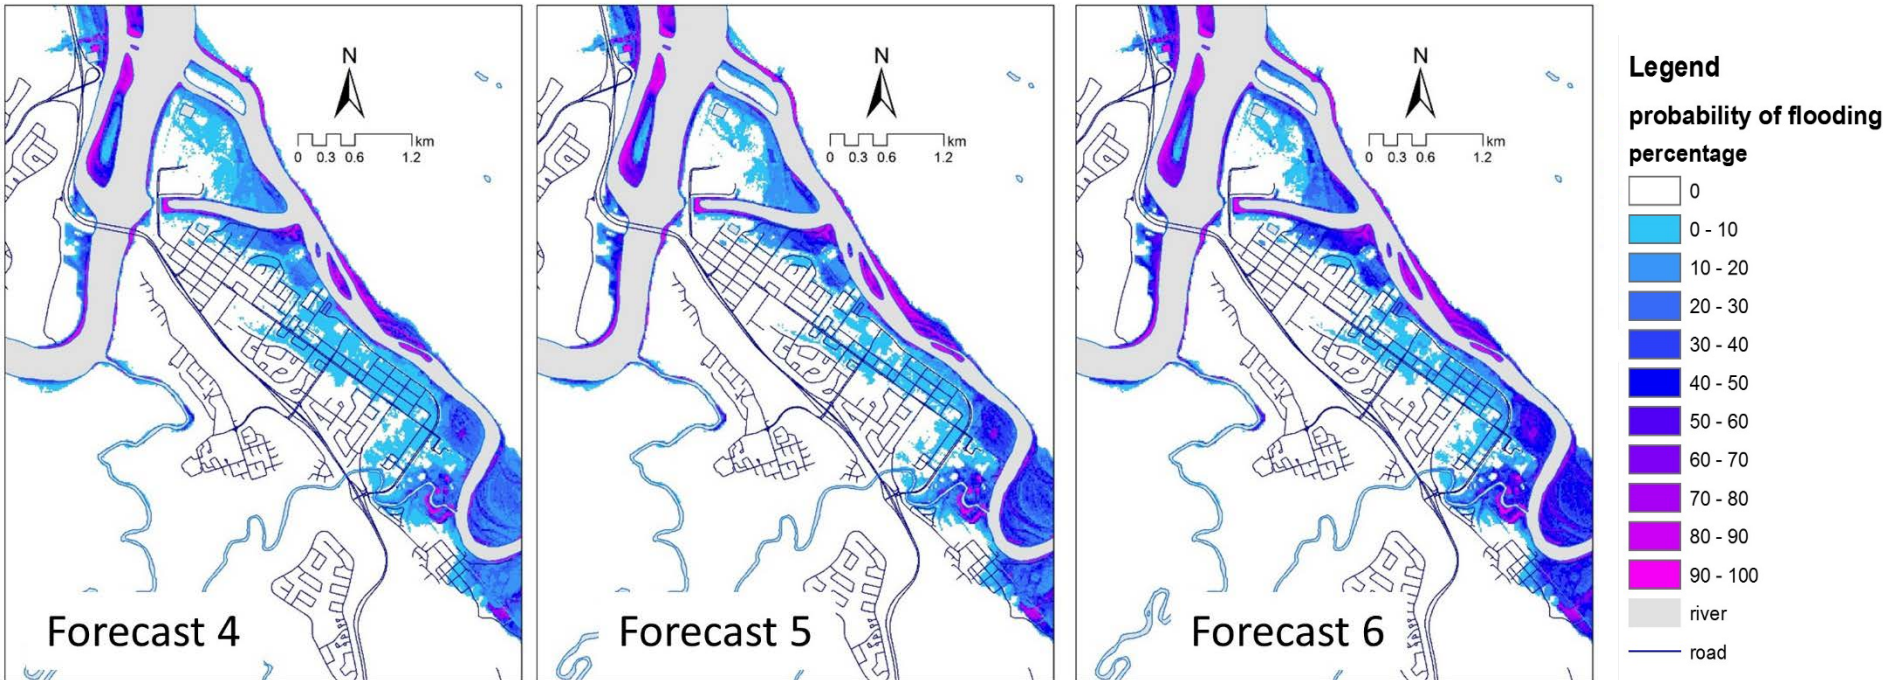 N
km
0 0.3 0.6 1.2
Forecast 4
N
km
0 0.3 0.6 1.2
Forecast 5
N
km
0 0.3 0.6 1.2
Forecast 6
Legend
probability of flooding
percentage
0
0 - 10
10 - 20
20 - 30
30 - 40
40 - 50
50 - 60
60 - 70
70 - 80
80 - 90
90 - 100
river
road